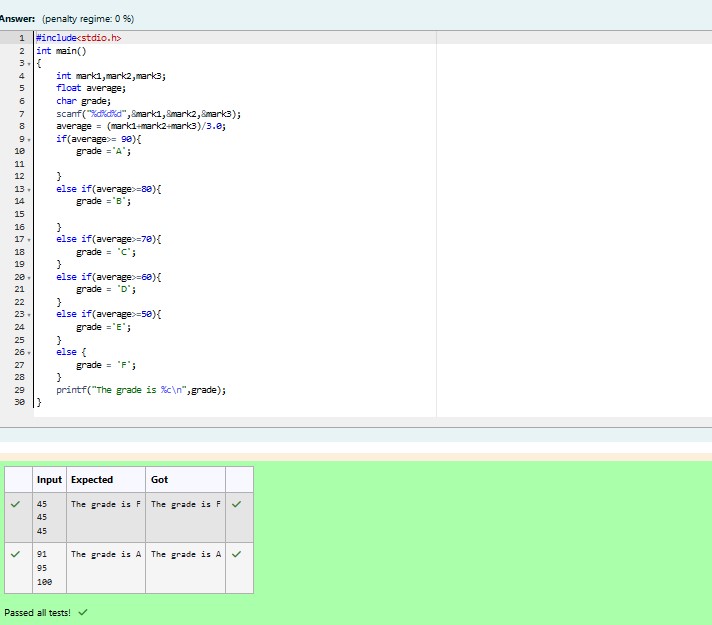 Answer: (penalty regime: 0 %)
1 #include<stdio.h>
2 int main()
3 {
4 int mark1,mark2,mark3;
5 float average;
6 char grade;
7 scanf("%d%d%d",&mark1,&mark2,&mark3);
8 average = (mark1+mark2+mark3)/3.0;
9 if(average>= 90){
10 grade ='A';
11
12 }
13 else if(average>=80){
14 grade ='B';
15
16 }
17 else if(average>=70){
18 grade = 'C';
19 }
20 else if(average>=60){
21 grade = 'D';
22 }
23 else if(average>=50){
24 grade ='E';
25 }
26 else {
27 grade = 'F';
28 }
29 printf("The grade is %c\n",grade);
30 }
Input Expected Got
45 The grade is F The grade is F
45
45
91 The grade is A The grade is A
95
100
Passed all tests!